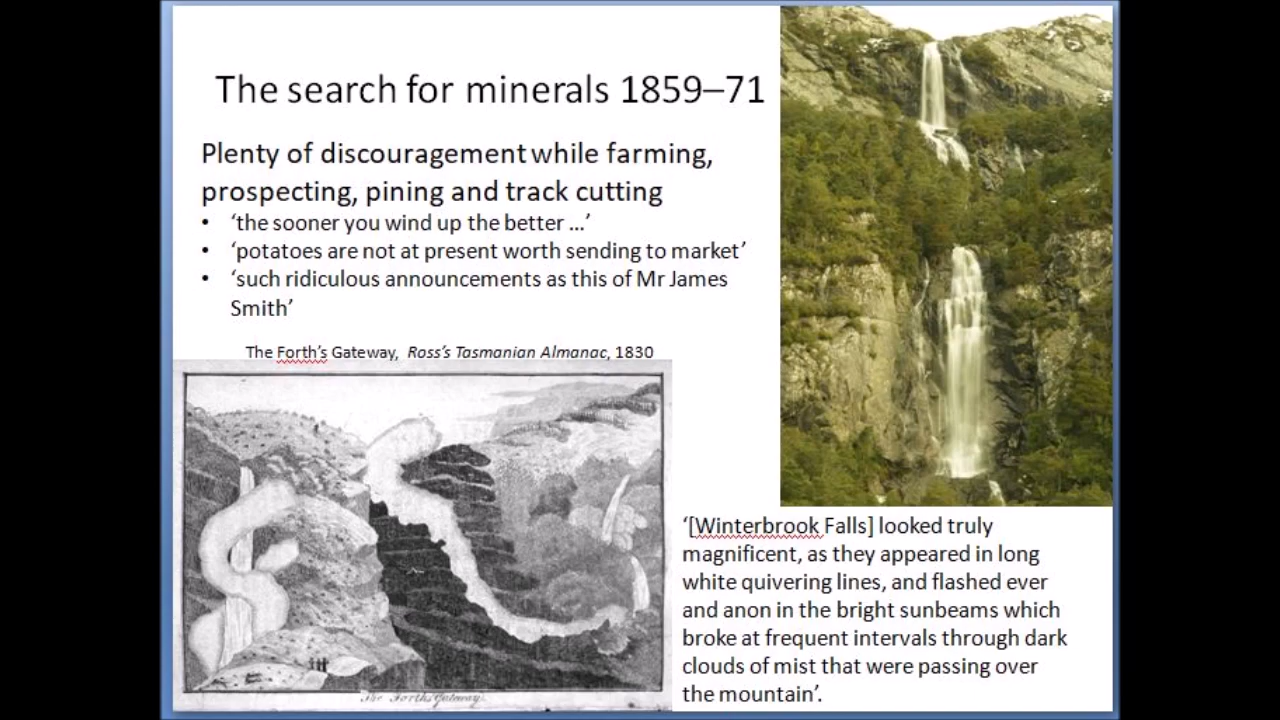 The search for minerals 1859–71
Plenty of discouragement while farming,
prospecting, pining and track cutting
• ‘the sooner you wind up the better …’
• ‘potatoes are not at present worth sending to market’
• ‘such ridiculous announcements as this of Mr James
Smith’
The Forth’s Gateway, Ross’s Tasmanian Almanac, 1830
The Forth's Gateway.
‘[Winterbrook Falls] looked truly
magnificent, as they appeared in long
white quivering lines, and flashed ever
and anon in the bright sunbeams which
broke at frequent intervals through dark
clouds of mist that were passing over
the mountain’.